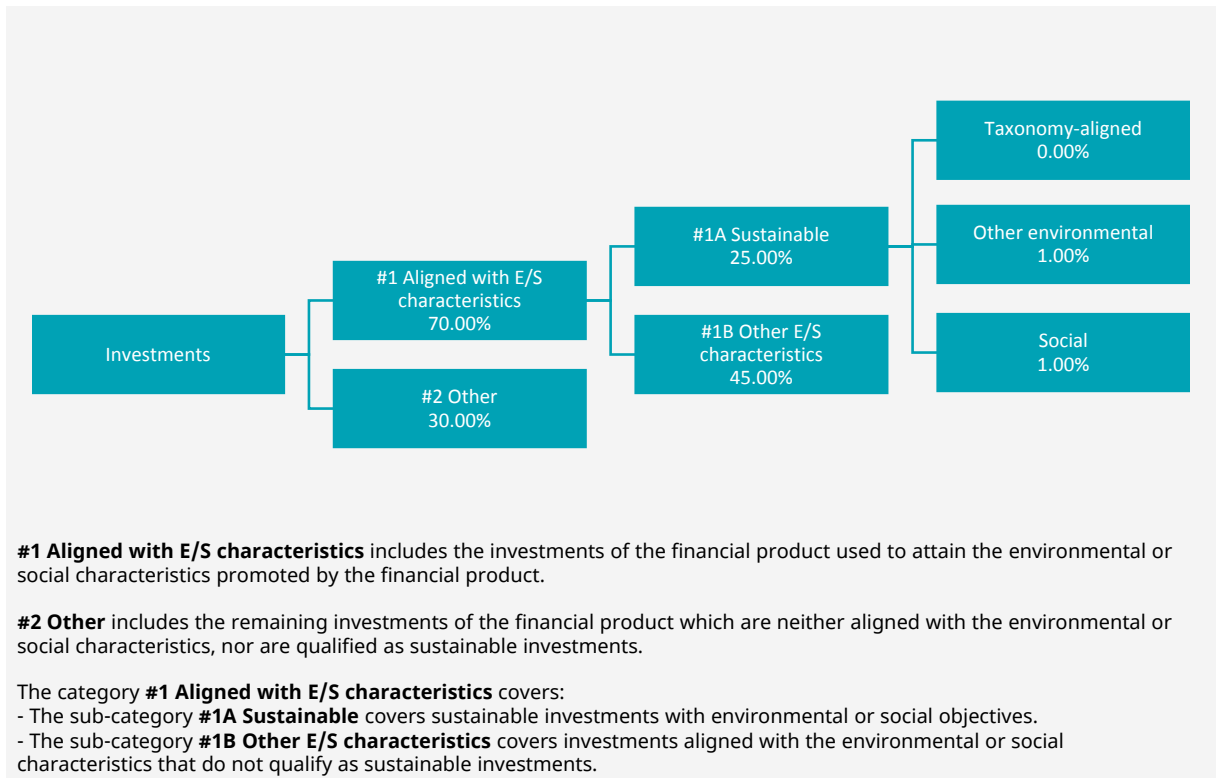 Investments
#1 Aligned with E/S
characteristics
70.00%
#2 Other
30.00%
#1A Sustainable
25.00%
#1B Other E/S
characteristics
45.00%
Taxonomy-aligned
0.00%
Other environmental
1.00%
Social
1.00%
#1 Aligned with E/S characteristics includes the investments of the financial product used to attain the environmental or
social characteristics promoted by the financial product.
#2 Other includes the remaining investments of the financial product which are neither aligned with the environmental or
social characteristics, nor are qualified as sustainable investments.
The category #1 Aligned with E/S characteristics covers:
- The sub-category #1A Sustainable covers sustainable investments with environmental or social objectives.
- The sub-category #1B Other E/S characteristics covers investments aligned with the environmental or social
characteristics that do not qualify as sustainable investments.